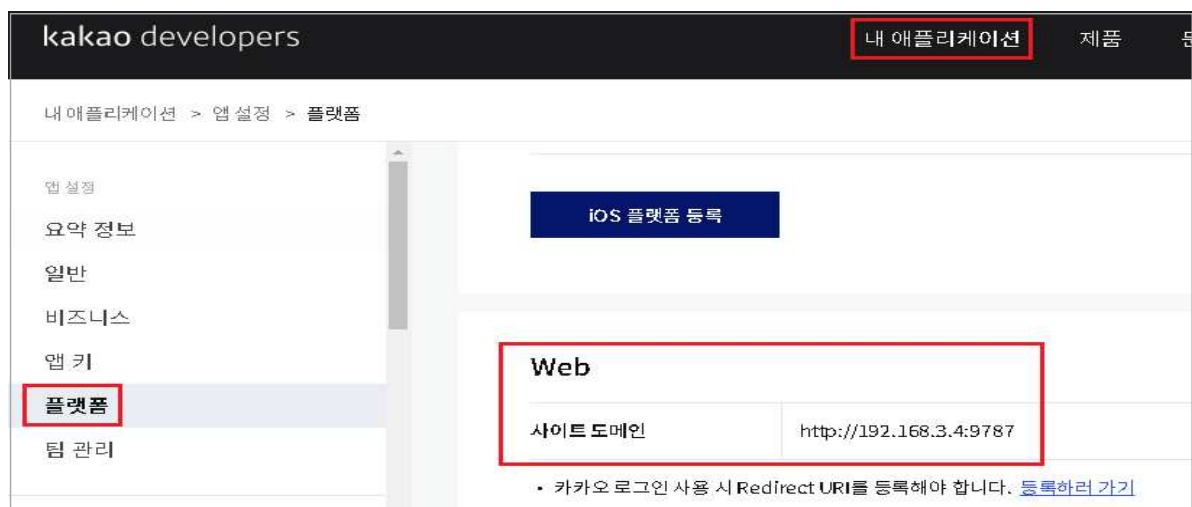 kakao developers
내 애플리케이션 제품
내 애플리케이션 > 앱 설정 > 플랫폼
앱 설정
요약 정보
일반
비즈니스
앱 키
플랫폼
팀 관리
iOS 플랫폼 등록
Web
사이트 도메인 http://192.168.3.4:9787
• 카카오 로그인 사용 시 Redirect URI를 등록해야 합니다. 등록하러 가기